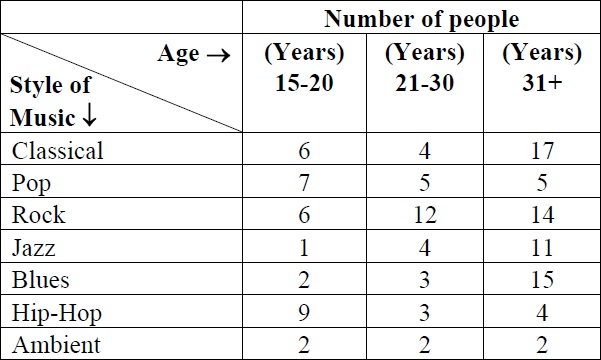 Number of people
Age → (Years) (Years) (Years)
15-20 21-30 31+
Style of
Music ↓
Classical 6 4 17
Pop 7 5 5
Rock 6 12 14
Jazz 1 4 11
Blues 2 3 15
Hip-Hop 9 3 4
Ambient 2 2 2